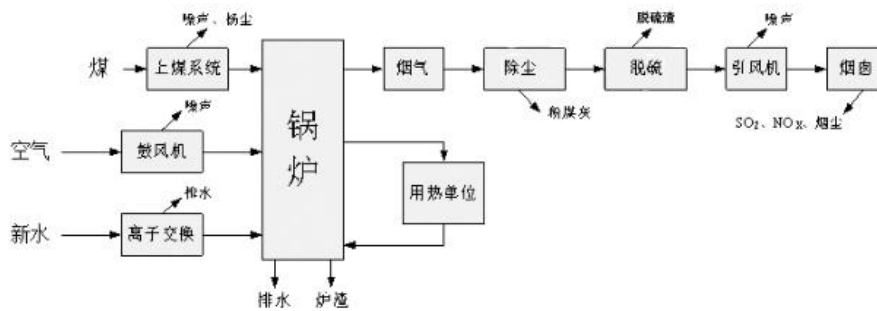 噪声、扬尘
脱硫渣
噪声
煤
上煤系统
烟气
除尘
脱硫
引风机
烟囱
噪声
粉煤灰
SO₂、NOX、烟尘
锅炉
空气
鼓风机
用热单位
排水
新水
离子交换
排水
炉渣